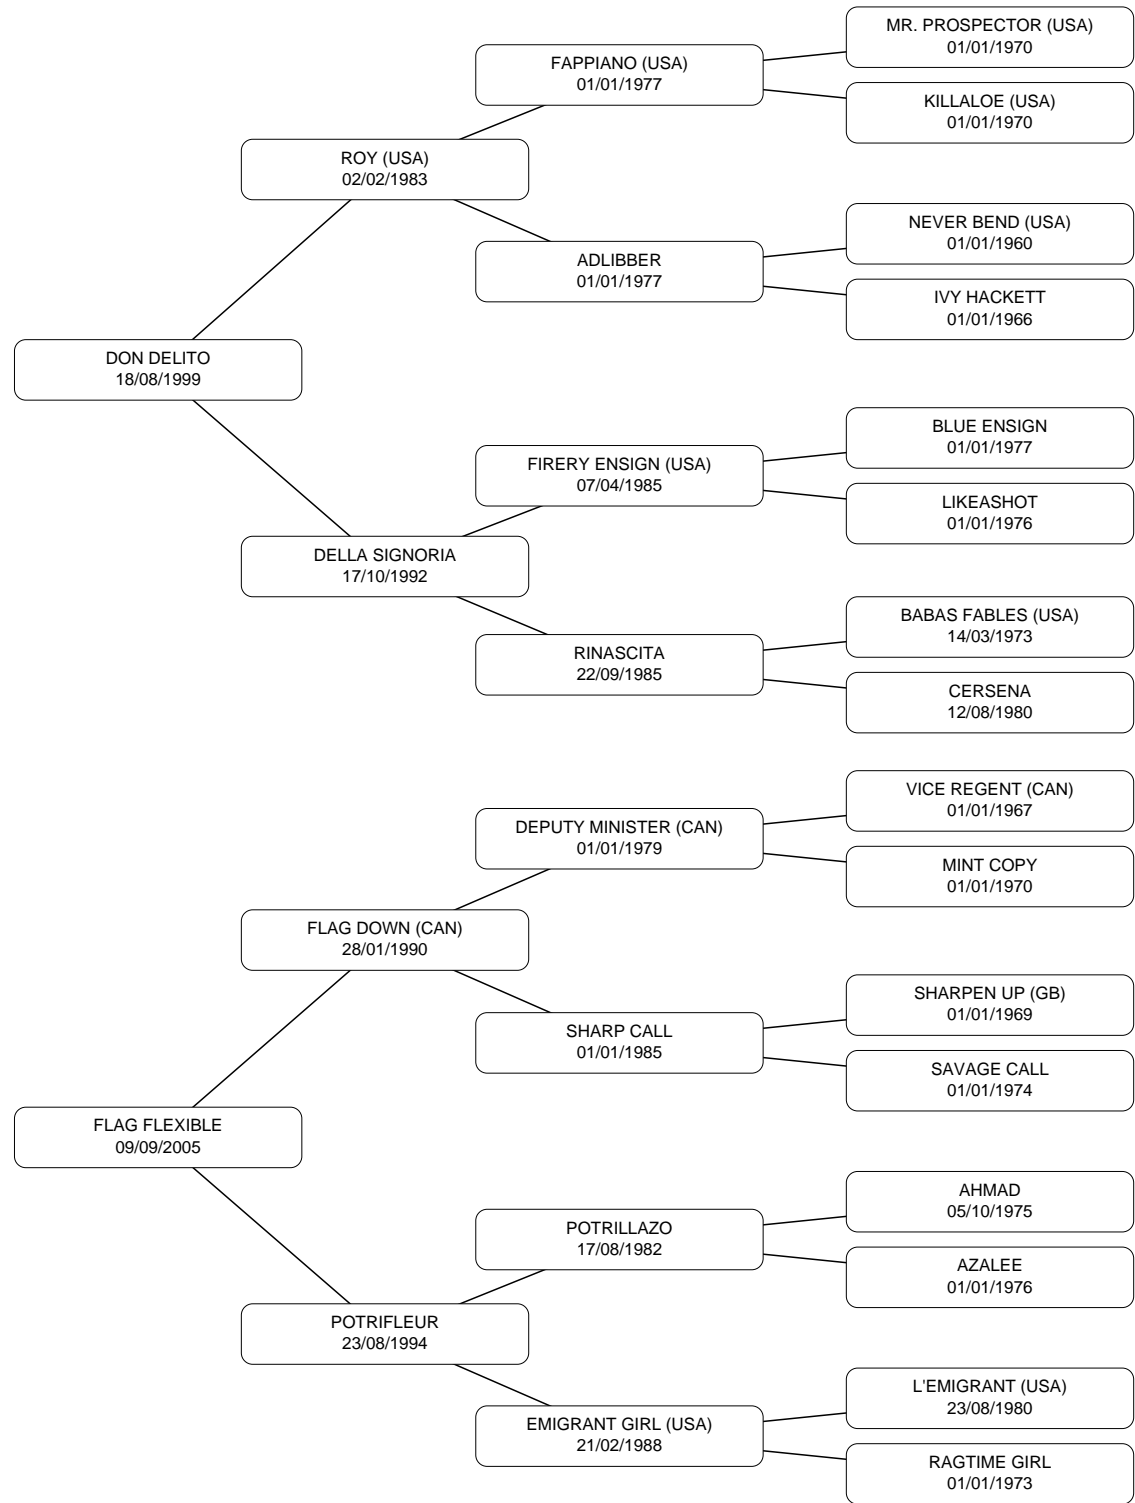 MR. PROSPECTOR (USA)
01/01/1970
FAPPIANO (USA)
01/01/1977
KILLALOE (USA)
01/01/1970
ROY (USA)
02/02/1983
NEVER BEND (USA)
01/01/1960
ADLIBBER
01/01/1977
IVY HACKETT
01/01/1966
DON DELITO
18/08/1999
BLUE ENSIGN
01/01/1977
FIRERY ENSIGN (USA)
07/04/1985
LIKEASHOT
01/01/1976
DELLA SIGNORIA
17/10/1992
BABAS FABLES (USA)
14/03/1973
RINASCITA
22/09/1985
CERSENA
12/08/1980
VICE REGENT (CAN)
01/01/1967
DEPUTY MINISTER (CAN)
01/01/1979
MINT COPY
01/01/1970
FLAG DOWN (CAN)
28/01/1990
SHARPEN UP (GB)
01/01/1969
SHARP CALL
01/01/1985
SAVAGE CALL
01/01/1974
FLAG FLEXIBLE
09/09/2005
AHMAD
05/10/1975
POTRILLAZO
17/08/1982
AZALEE
01/01/1976
POTRIFLEUR
23/08/1994
L'EMIGRANT (USA)
23/08/1980
EMIGRANT GIRL (USA)
21/02/1988
RAGTIME GIRL
01/01/1973